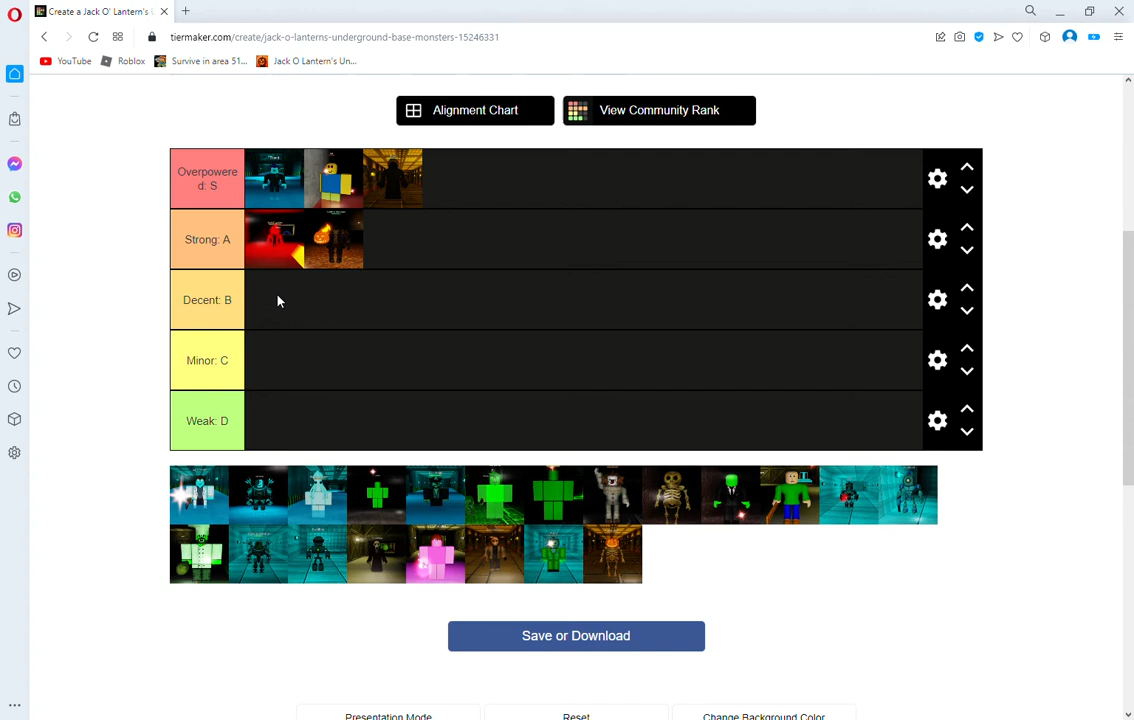 Create a Jack O' Lantern's
tiermaker.com/create/jack-o-lanterns-underground-base-monsters-15246331
YouTube
Roblox
Survive in area 51...
Jack O Lantern's Un...
Alignment Chart
View Community Rank
Overpowere
d: S
Strong: A
Decent: B
Minor: C
Weak: D
Save or Download
Presentation Mode
Reset
Change Background Color